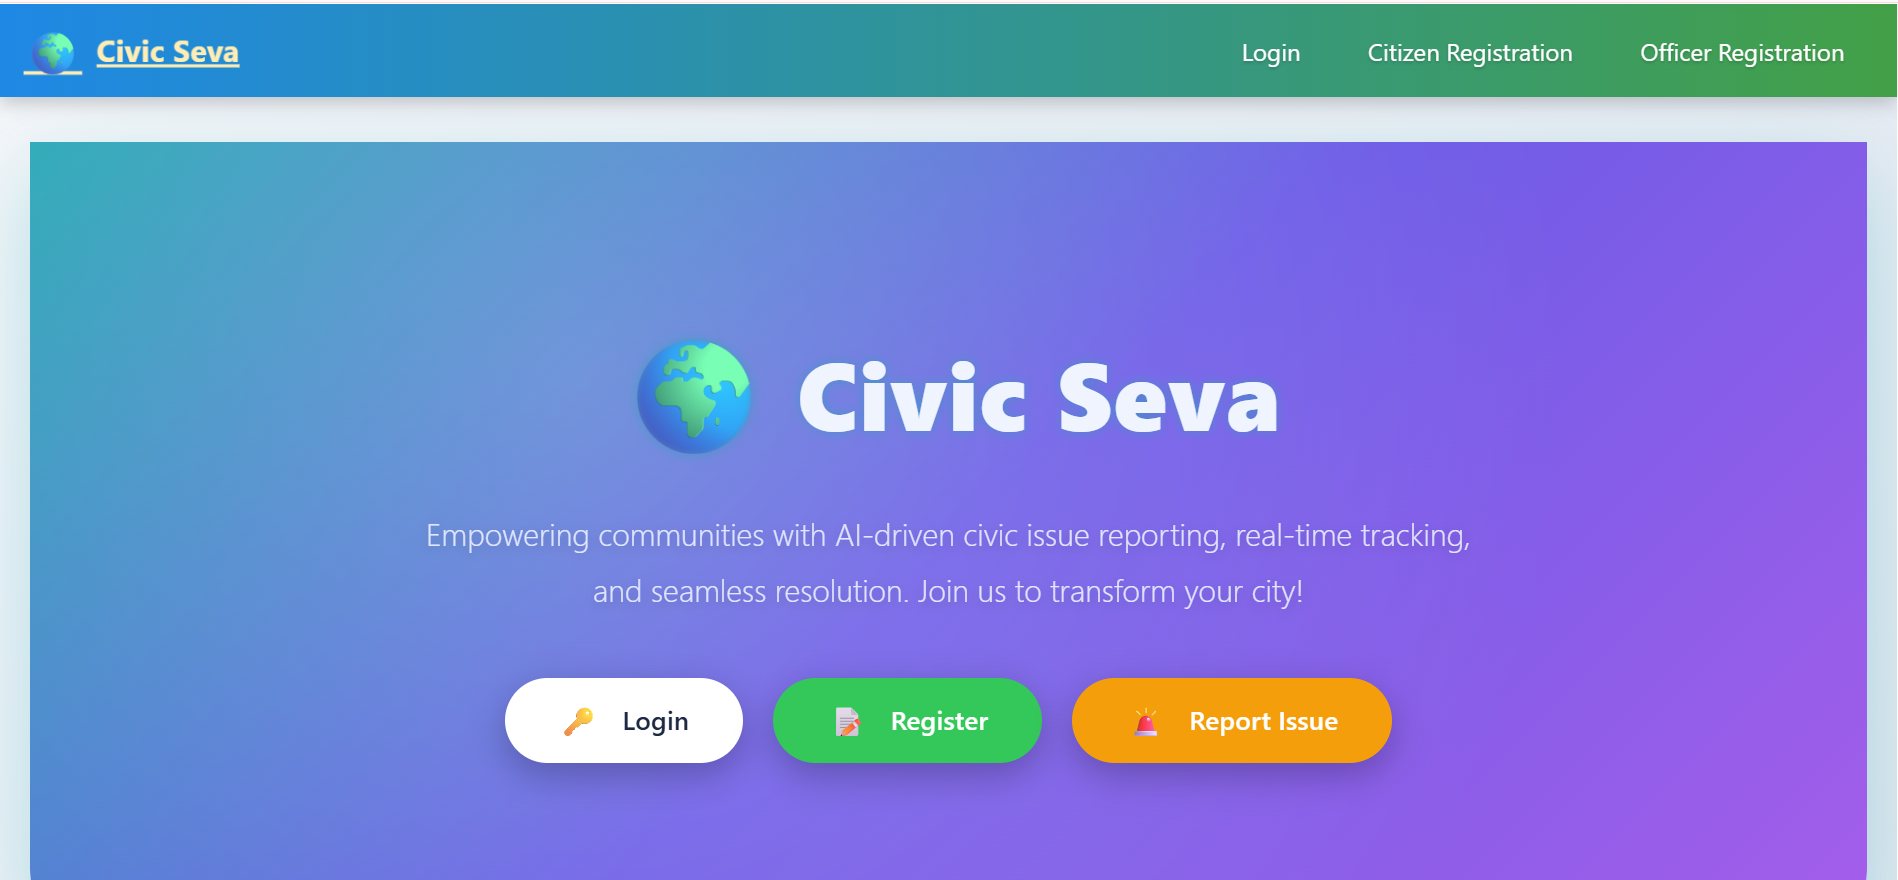 Civic Seva
Login
Citizen Registration
Officer Registration
Civic Seva
Empowering communities with AI-driven civic issue reporting, real-time tracking,
and seamless resolution. Join us to transform your city!
Login
Register
Report Issue